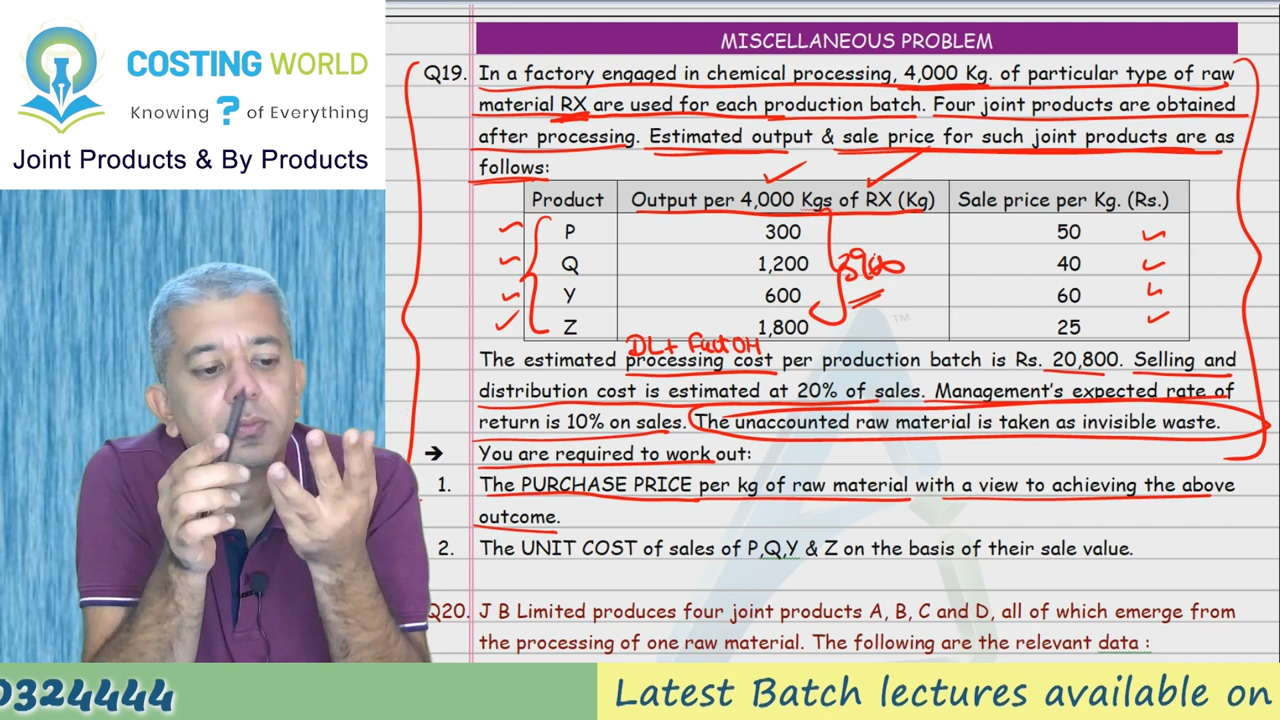 COSTING WORLD
Knowing ? of Everything
Joint Products & By Products
MISCELLANEOUS PROBLEM
Q19. In a factory engaged in chemical processing, 4,000 Kg. of particular type of raw
material RX are used for each production batch. Four joint products are obtained
after processing. Estimated output & sale price for such joint products are as
follows:
Product Output per 4,000 Kgs of RX (Kg) Sale price per Kg. (Rs.)
P 300 50
Q 1,200 40
3900
Y 600 60
Z 1,800 25
DL+ Fact OH
The estimated processing cost per production batch is Rs. 20,800. Selling and
distribution cost is estimated at 20% of sales. Management's expected rate of
return is 10% on sales. The unaccounted raw material is taken as invisible waste.
➔ You are required to work out:
1. The PURCHASE PRICE per kg of raw material with a view to achieving the above
outcome.
2. The UNIT COST of sales of P,Q,Y & Z on the basis of their sale value.
Q20. J B Limited produces four joint products A, B, C and D, all of which emerge from
the processing of one raw material. The following are the relevant data :
0324444
Latest Batch lectures available on
TM